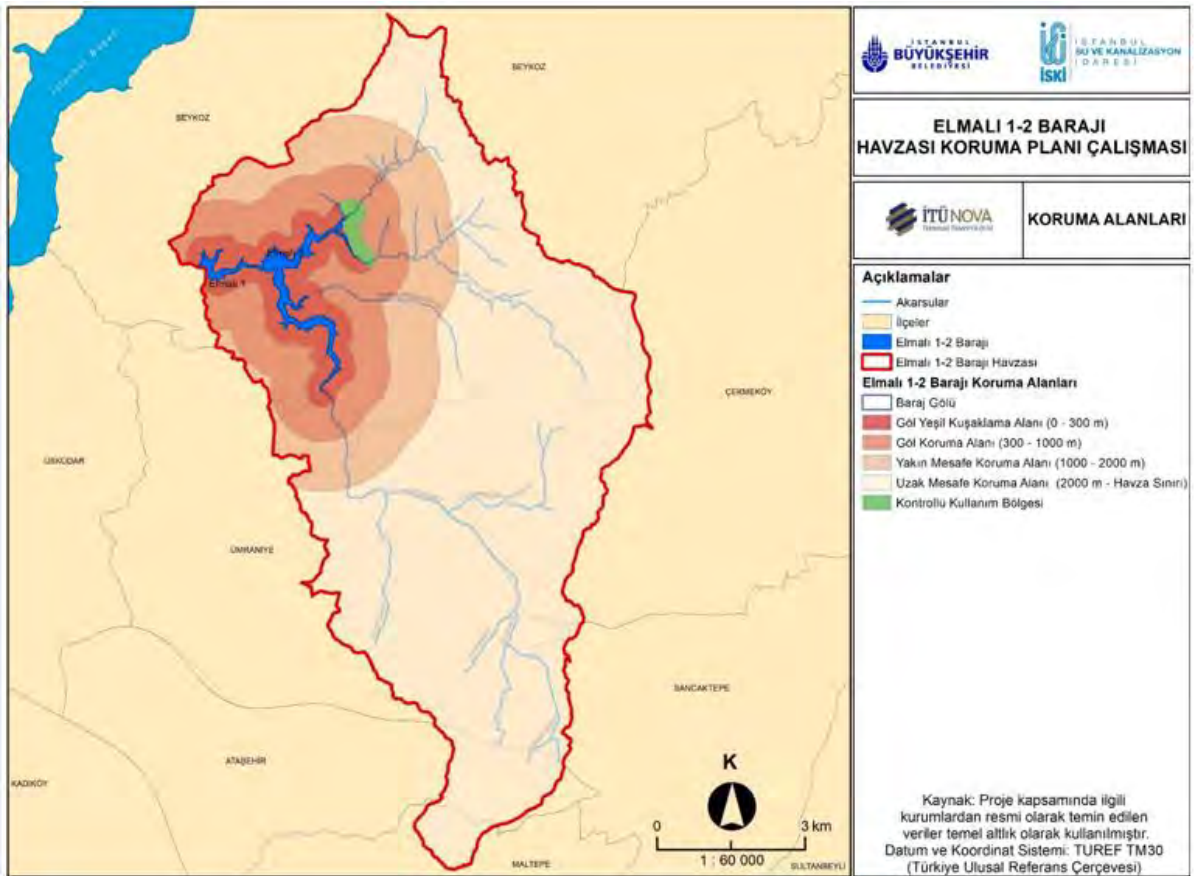 İstanbul Boğazı
BEYKOZ
BEYKOZ
Elmalı 1
ÜSKÜDAR
ÇEKMEKÖY
ÜMRANİYE
SANCAKTEPE
ATAŞEHİR
KADIKÖY
MALTEPE
SULTANBEYLİ
K
0 3 km
1 : 60 000
İSTANBUL
BÜYÜKŞEHİR
BELEDİYESİ
İSKİ
İSTANBUL
SU VE KANALİZASYON
İDARESİ
ELMALI 1-2 BARAJI
HAVZASI KORUMA PLANI ÇALIŞMASI
İTÜNOVA
KORUMA ALANLARI
Açıklamalar
Akarsular
İlçeler
Elmalı 1-2 Barajı
Elmalı 1-2 Barajı Havzası
Elmalı 1-2 Barajı Koruma Alanları
Baraj Gölü
Göl Yeşil Kuşaklama Alanı (0 - 300 m)
Göl Koruma Alanı (300 - 1000 m)
Yakın Mesafe Koruma Alanı (1000 - 2000 m)
Uzak Mesafe Koruma Alanı (2000 m - Havza Sınırı)
Kontrollü Kullanım Bölgesi
Kaynak: Proje kapsamında ilgili
kurumlardan resmi olarak temin edilen
veriler temel altlık olarak kullanılmıştır.
Datum ve Koordinat Sistemi: TUREF TM30
(Türkiye Ulusal Referans Çerçevesi)